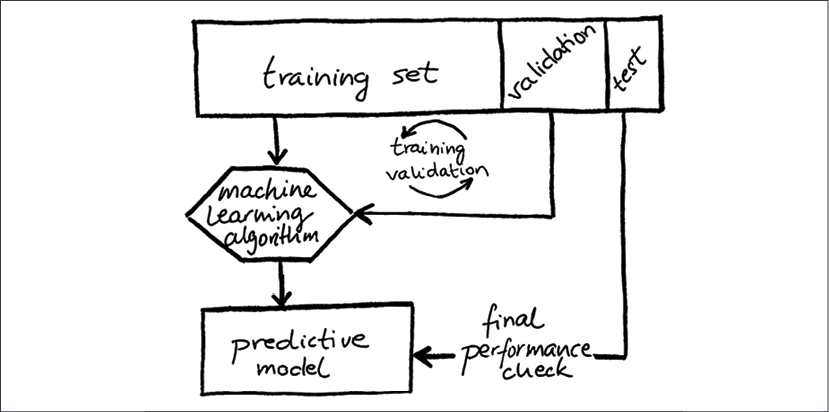 training set
validation
test
training
validation
machine
learning
algorithm
predictive
model
final
performance
check